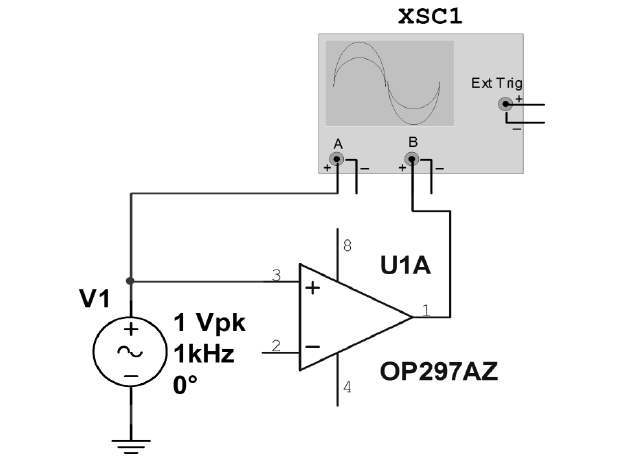 XSC1
Ext Trig
+
−
A
B
+ −
+ −
8
U1A
3
+
1
V1
+
1 Vpk
1kHz
0°
−
2
−
OP297AZ
4